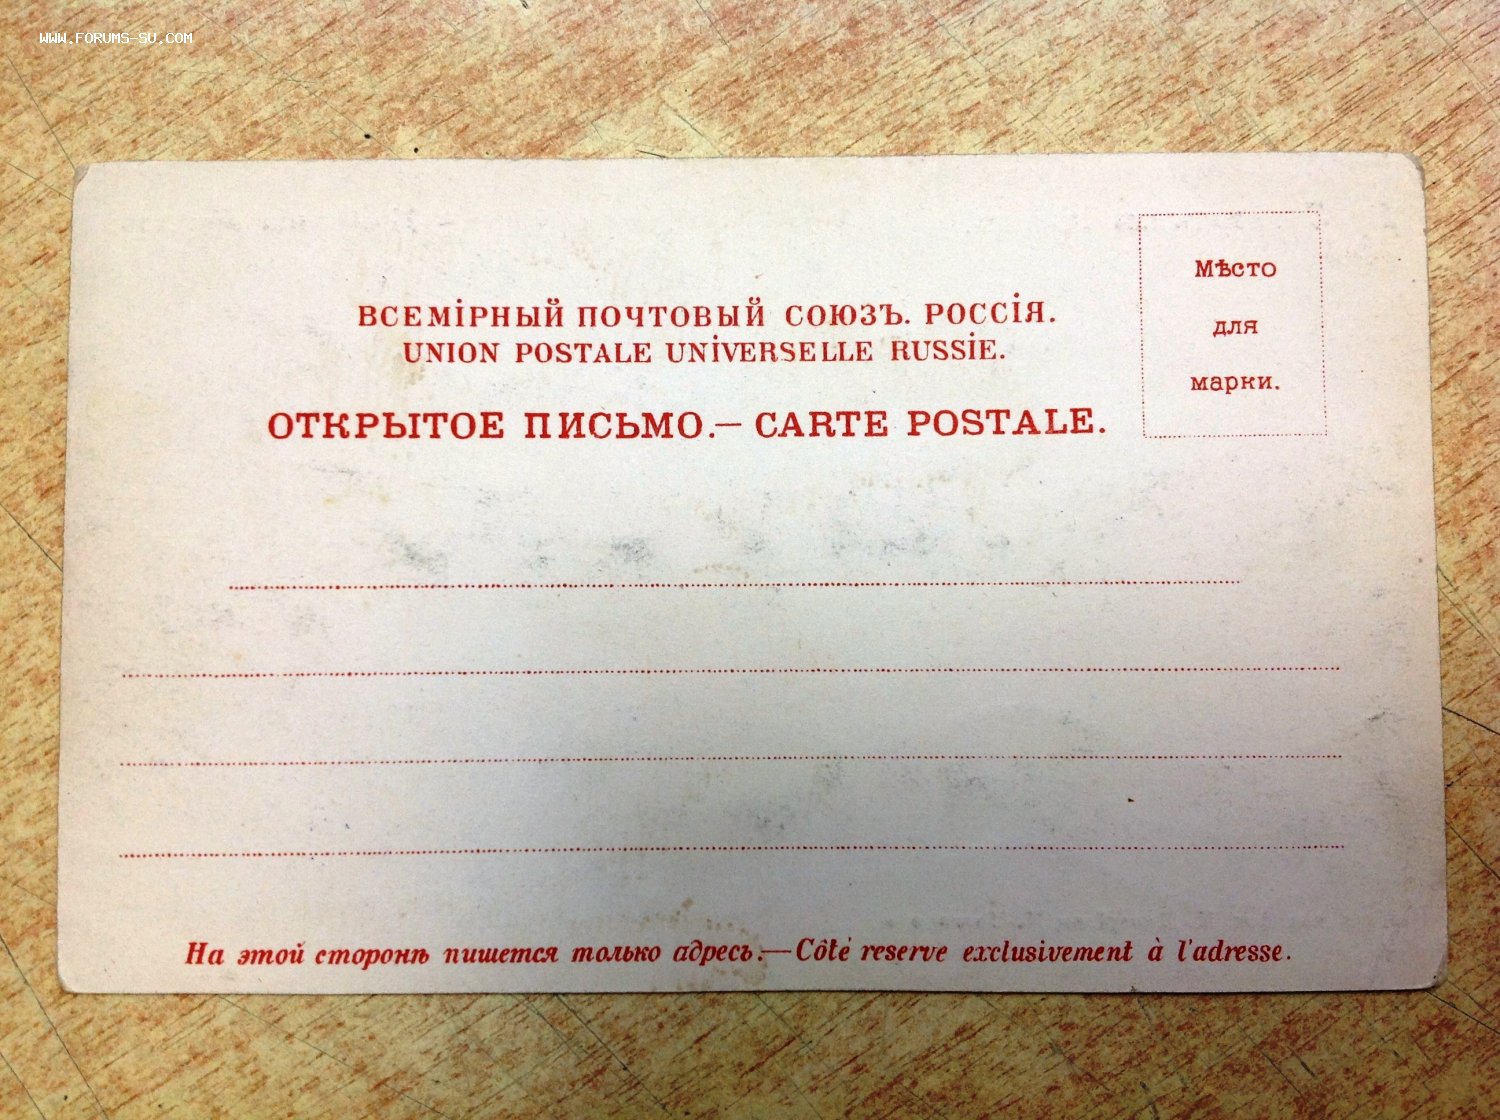 WWW.FORUMS-SU.COM
Мѣсто
для
марки.
ВСЕМІРНЫЙ ПОЧТОВЫЙ СОЮЗЪ. РОССІЯ.
UNION POSTALE UNIVERSELLE RUSSIE.
ОТКРЫТОЕ ПИСЬМО.— CARTE POSTALE.
На этой сторонѣ пишется только адресъ.—Côté reserve exclusivement à l'adresse.